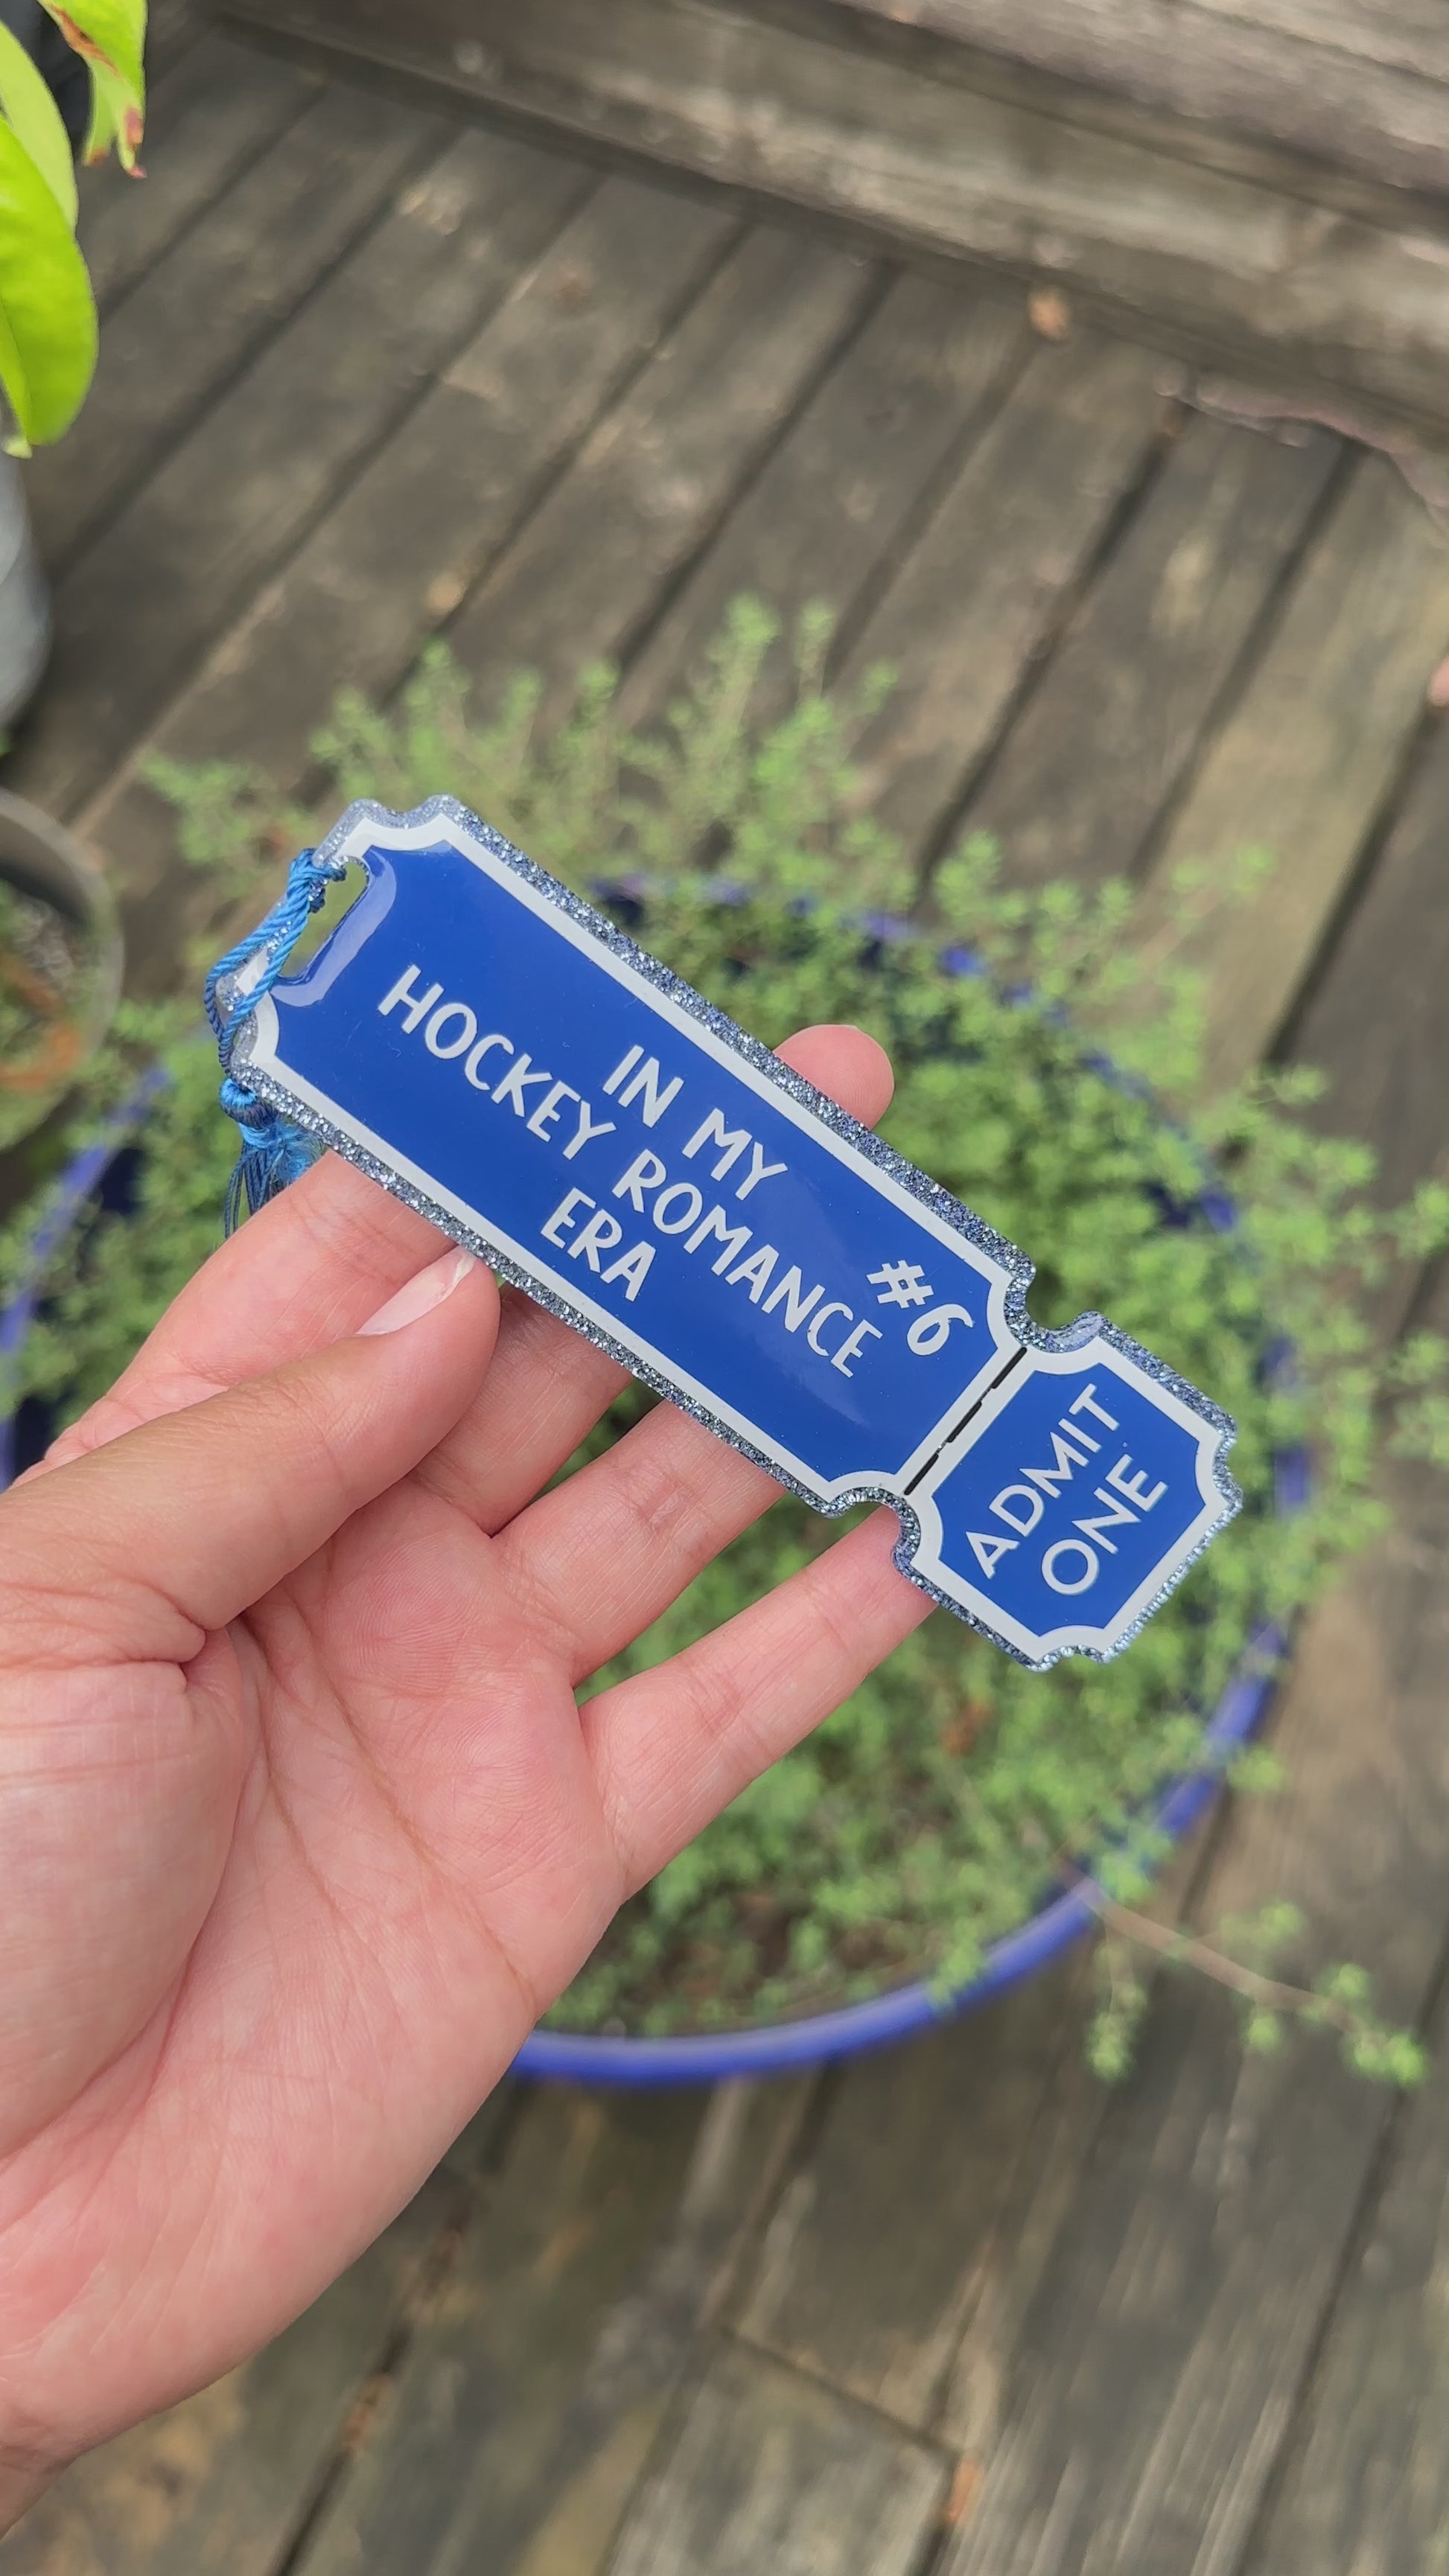 IN MY
HOCKEY ROMANCE
ERA
#6
ADMIT
ONE